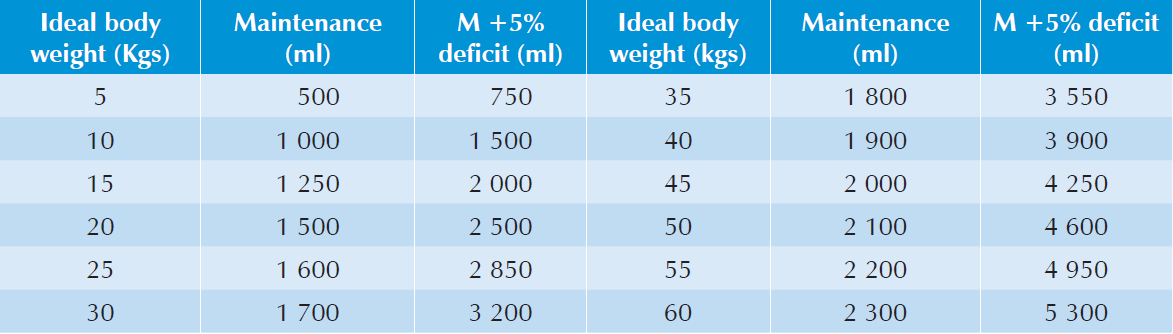 Ideal body weight (Kgs) Maintenance (ml) M +5% deficit (ml) Ideal body weight (kgs) Maintenance (ml) M +5% deficit (ml)
5 500 750 35 1 800 3 550
10 1 000 1 500 40 1 900 3 900
15 1 250 2 000 45 2 000 4 250
20 1 500 2 500 50 2 100 4 600
25 1 600 2 850 55 2 200 4 950
30 1 700 3 200 60 2 300 5 300